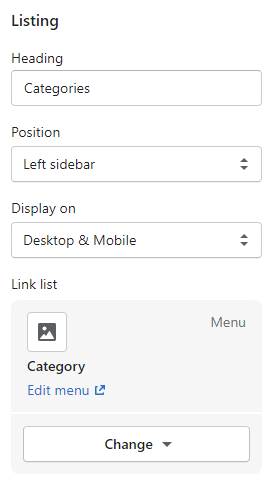 Listing
Heading
Categories
Position
Left sidebar
Display on
Desktop & Mobile
Link list
Menu
Category
Edit menu
Change